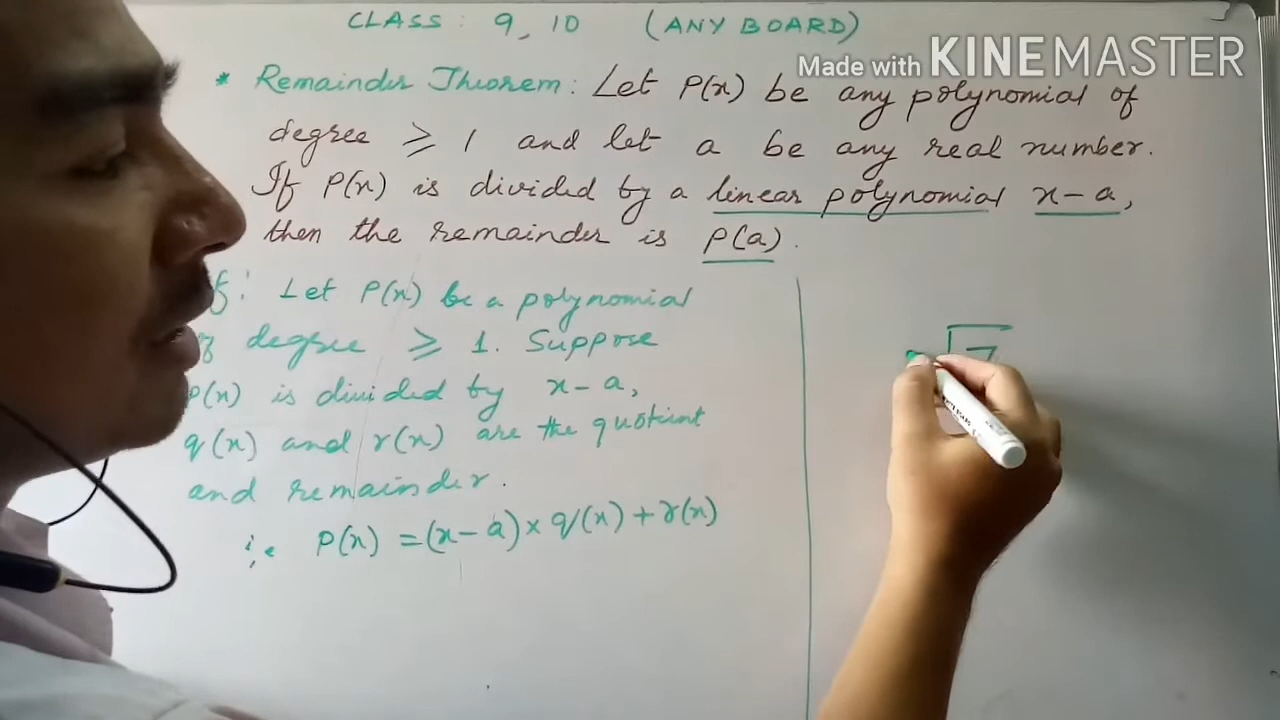 CLASS : 9, 10 (ANY BOARD)
Made with KINEMASTER
* Remainder Theorem : Let P(x) be any polynomial of
degree ⩾ 1 and let a be any real number.
If P(x) is divided by a linear polynomial x-a,
then the remainder is P(a).
: Let P(x) be a polynomial
degree ⩾ 1. Suppose
P(x) is divided by x-a,
q(x) and r(x) are the quotient
and remainder.
i.e P(x) = (x-a) × q(x) + r(x)
7